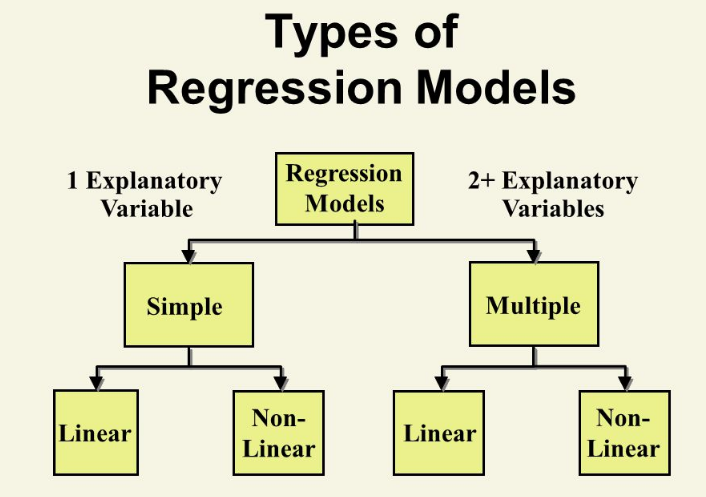 Types of
Regression Models
1 Explanatory
Variable
Regression
Models
2+ Explanatory
Variables
Simple
Multiple
Linear
Non-
Linear
Linear
Non-
Linear